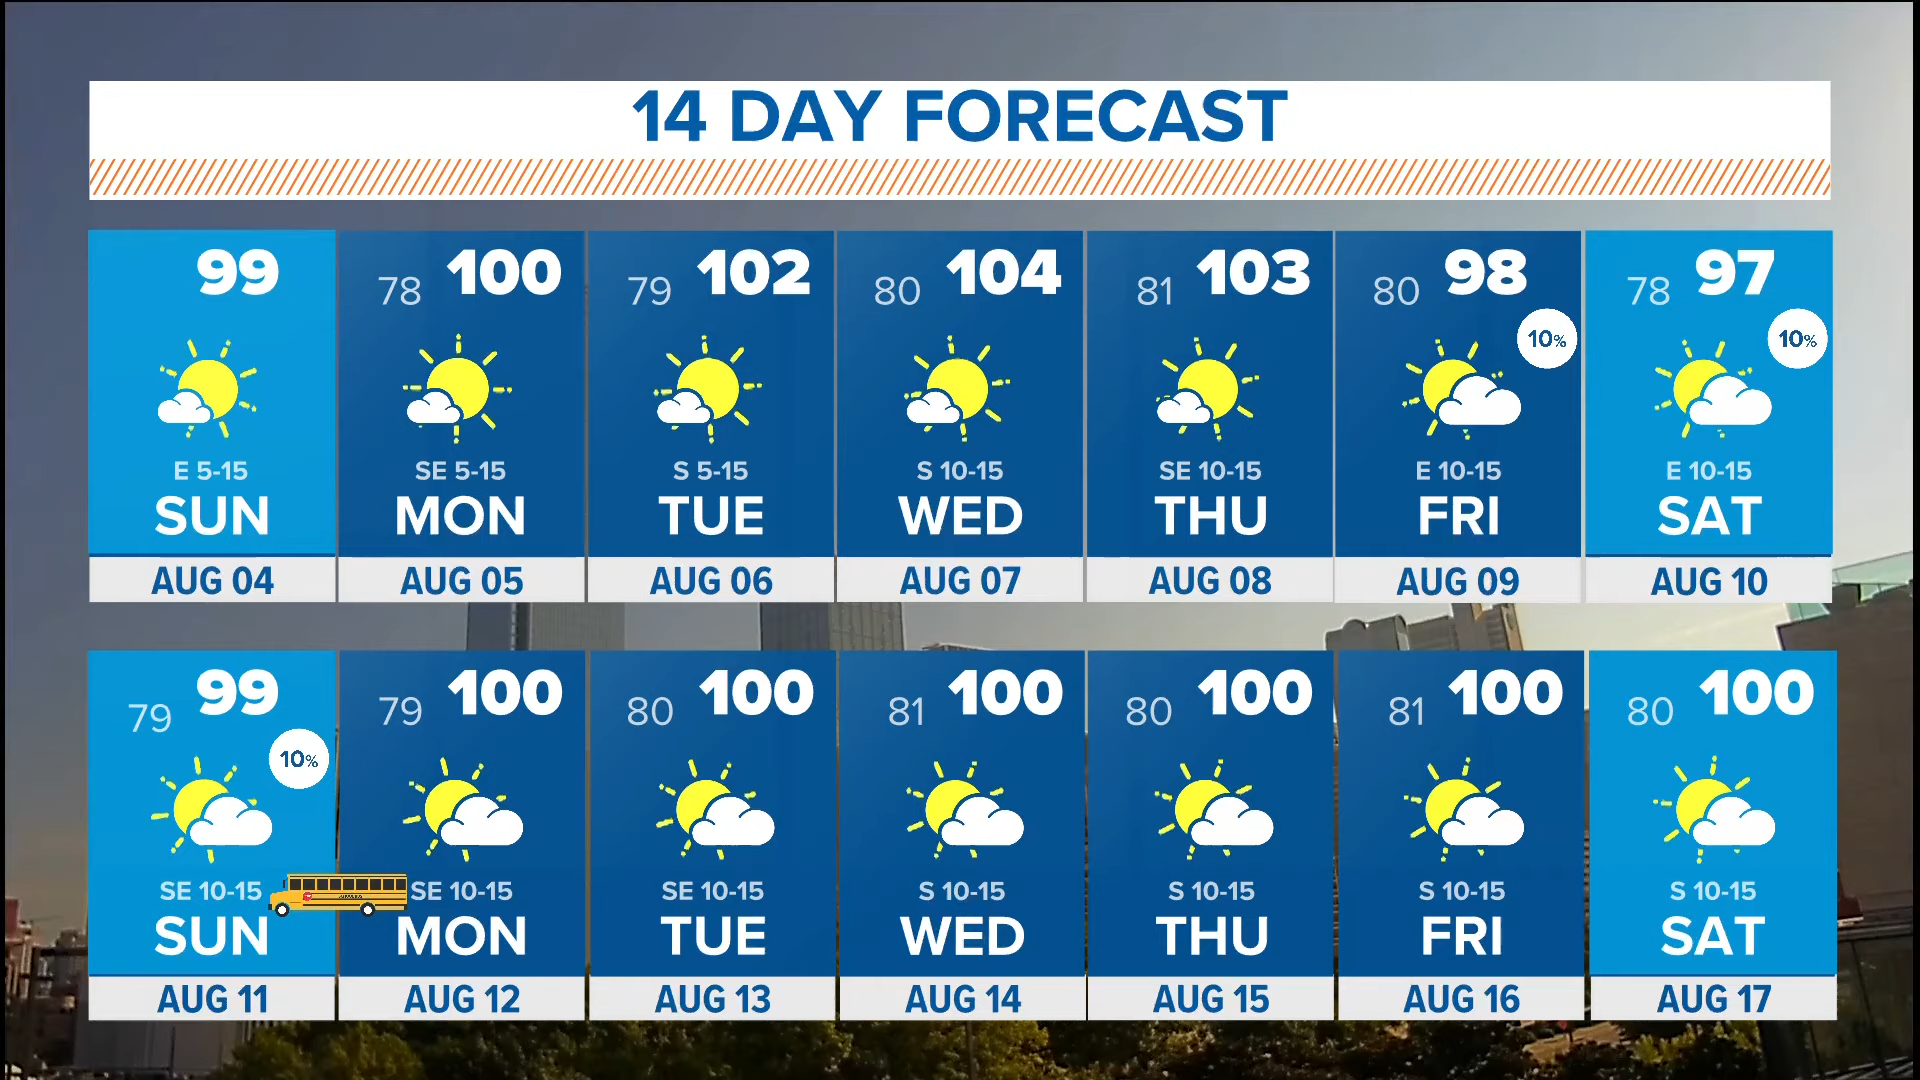 14 DAY FORECAST
99
78 100
79 102
80 104
81 103
80 98
78 97
10%
10%
E 5-15
SE 5-15
S 5-15
S 10-15
SE 10-15
E 10-15
E 10-15
SUN
MON
TUE
WED
THU
FRI
SAT
AUG 04
AUG 05
AUG 06
AUG 07
AUG 08
AUG 09
AUG 10
79 99
79 100
80 100
81 100
80 100
81 100
80 100
10%
SE 10-15
SE 10-15
SE 10-15
S 10-15
S 10-15
S 10-15
S 10-15
SUN
MON
TUE
WED
THU
FRI
SAT
AUG 11
AUG 12
AUG 13
AUG 14
AUG 15
AUG 16
AUG 17